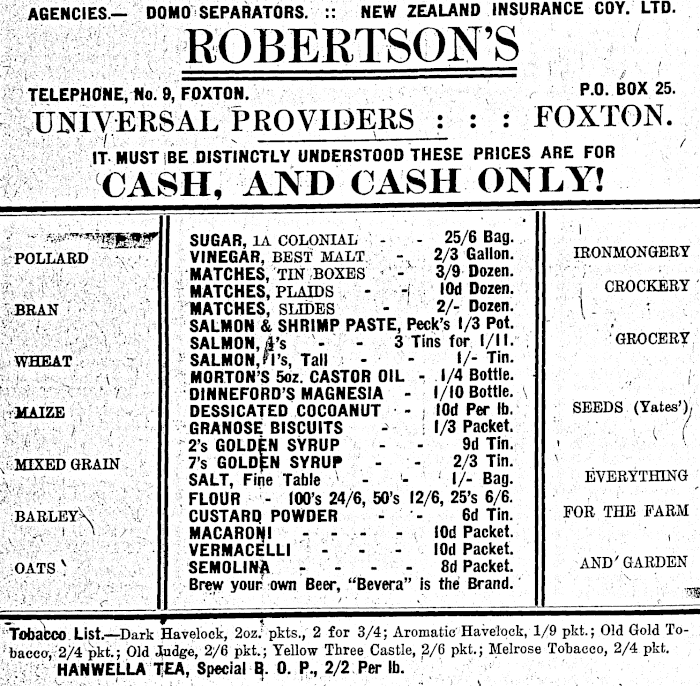 AGENCIES.— DOMO SEPARATORS. :: NEW ZEALAND INSURANCE COY. LTD.
ROBERTSON'S
TELEPHONE, No. 9, FOXTON. P.O. BOX 25.
UNIVERSAL PROVIDERS : : : FOXTON.
IT MUST BE DISTINCTLY UNDERSTOOD THESE PRICES ARE FOR
CASH, AND CASH ONLY!
POLLARD
BRAN
WHEAT
MAIZE
MIXED GRAIN
BARLEY
OATS
SUGAR, 1A COLONIAL - - 25/6 Bag.
VINEGAR, BEST MALT - 2/3 Gallon.
MATCHES, TIN BOXES - 3/9 Dozen.
MATCHES, PLAIDS - - 10d Dozen.
MATCHES, SLIDES - 2/- Dozen.
SALMON & SHRIMP PASTE, Peck's 1/3 Pot.
SALMON, ½'s - - 3 Tins for 1/11.
SALMON, 1's, Tall - - 1/- Tin.
MORTON'S 5oz. CASTOR OIL - 1/4 Bottle.
DINNEFORD'S MAGNESIA - 1/10 Bottle.
DESSICATED COCOANUT - 10d Per lb.
GRANOSE BISCUITS - 1/3 Packet.
2's GOLDEN SYRUP - - 9d Tin.
7's GOLDEN SYRUP - - 2/3 Tin.
SALT, Fine Table - - 1/- Bag.
FLOUR - 100's 24/6, 50's 12/6, 25's 6/6.
CUSTARD POWDER - - 6d Tin.
MACARONI - - - - 10d Packet.
VERMACELLI - - - 10d Packet.
SEMOLINA - - - - 8d Packet.
Brew your own Beer, "Bevera" is the Brand.
IRONMONGERY
CROCKERY
GROCERY
SEEDS (Yates')
EVERYTHING
FOR THE FARM
AND GARDEN
Tobacco List.—Dark Havelock, 2oz. pkts., 2 for 3/4; Aromatic Havelock, 1/9 pkt.; Old Gold To-
bacco, 2/4 pkt.; Old Judge, 2/6 pkt.; Yellow Three Castle, 2/6 pkt.; Melrose Tobacco, 2/4 pkt.
HANWELLA TEA, Special B. O. P., 2/2 Per lb.